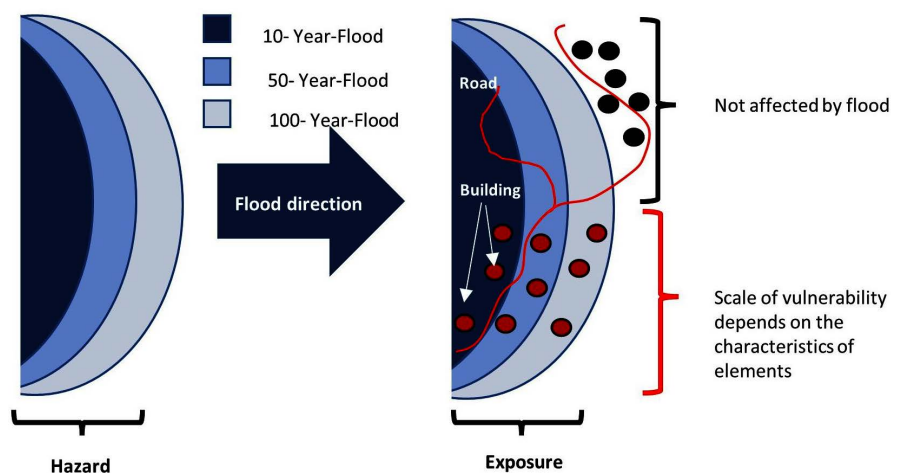 10- Year-Flood
50- Year-Flood
100- Year-Flood
Flood direction
Road
Building
Not affected by flood
Scale of vulnerability
depends on the
characteristics of
elements
Hazard
Exposure